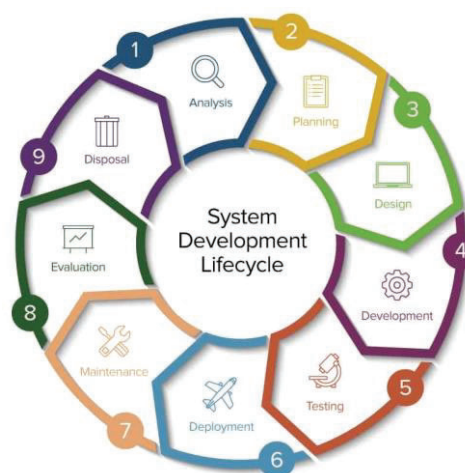 System
Development
Lifecycle
1
Analysis
2
Planning
3
Design
4
Development
5
Testing
6
Deployment
7
Maintenance
8
Evaluation
9
Disposal